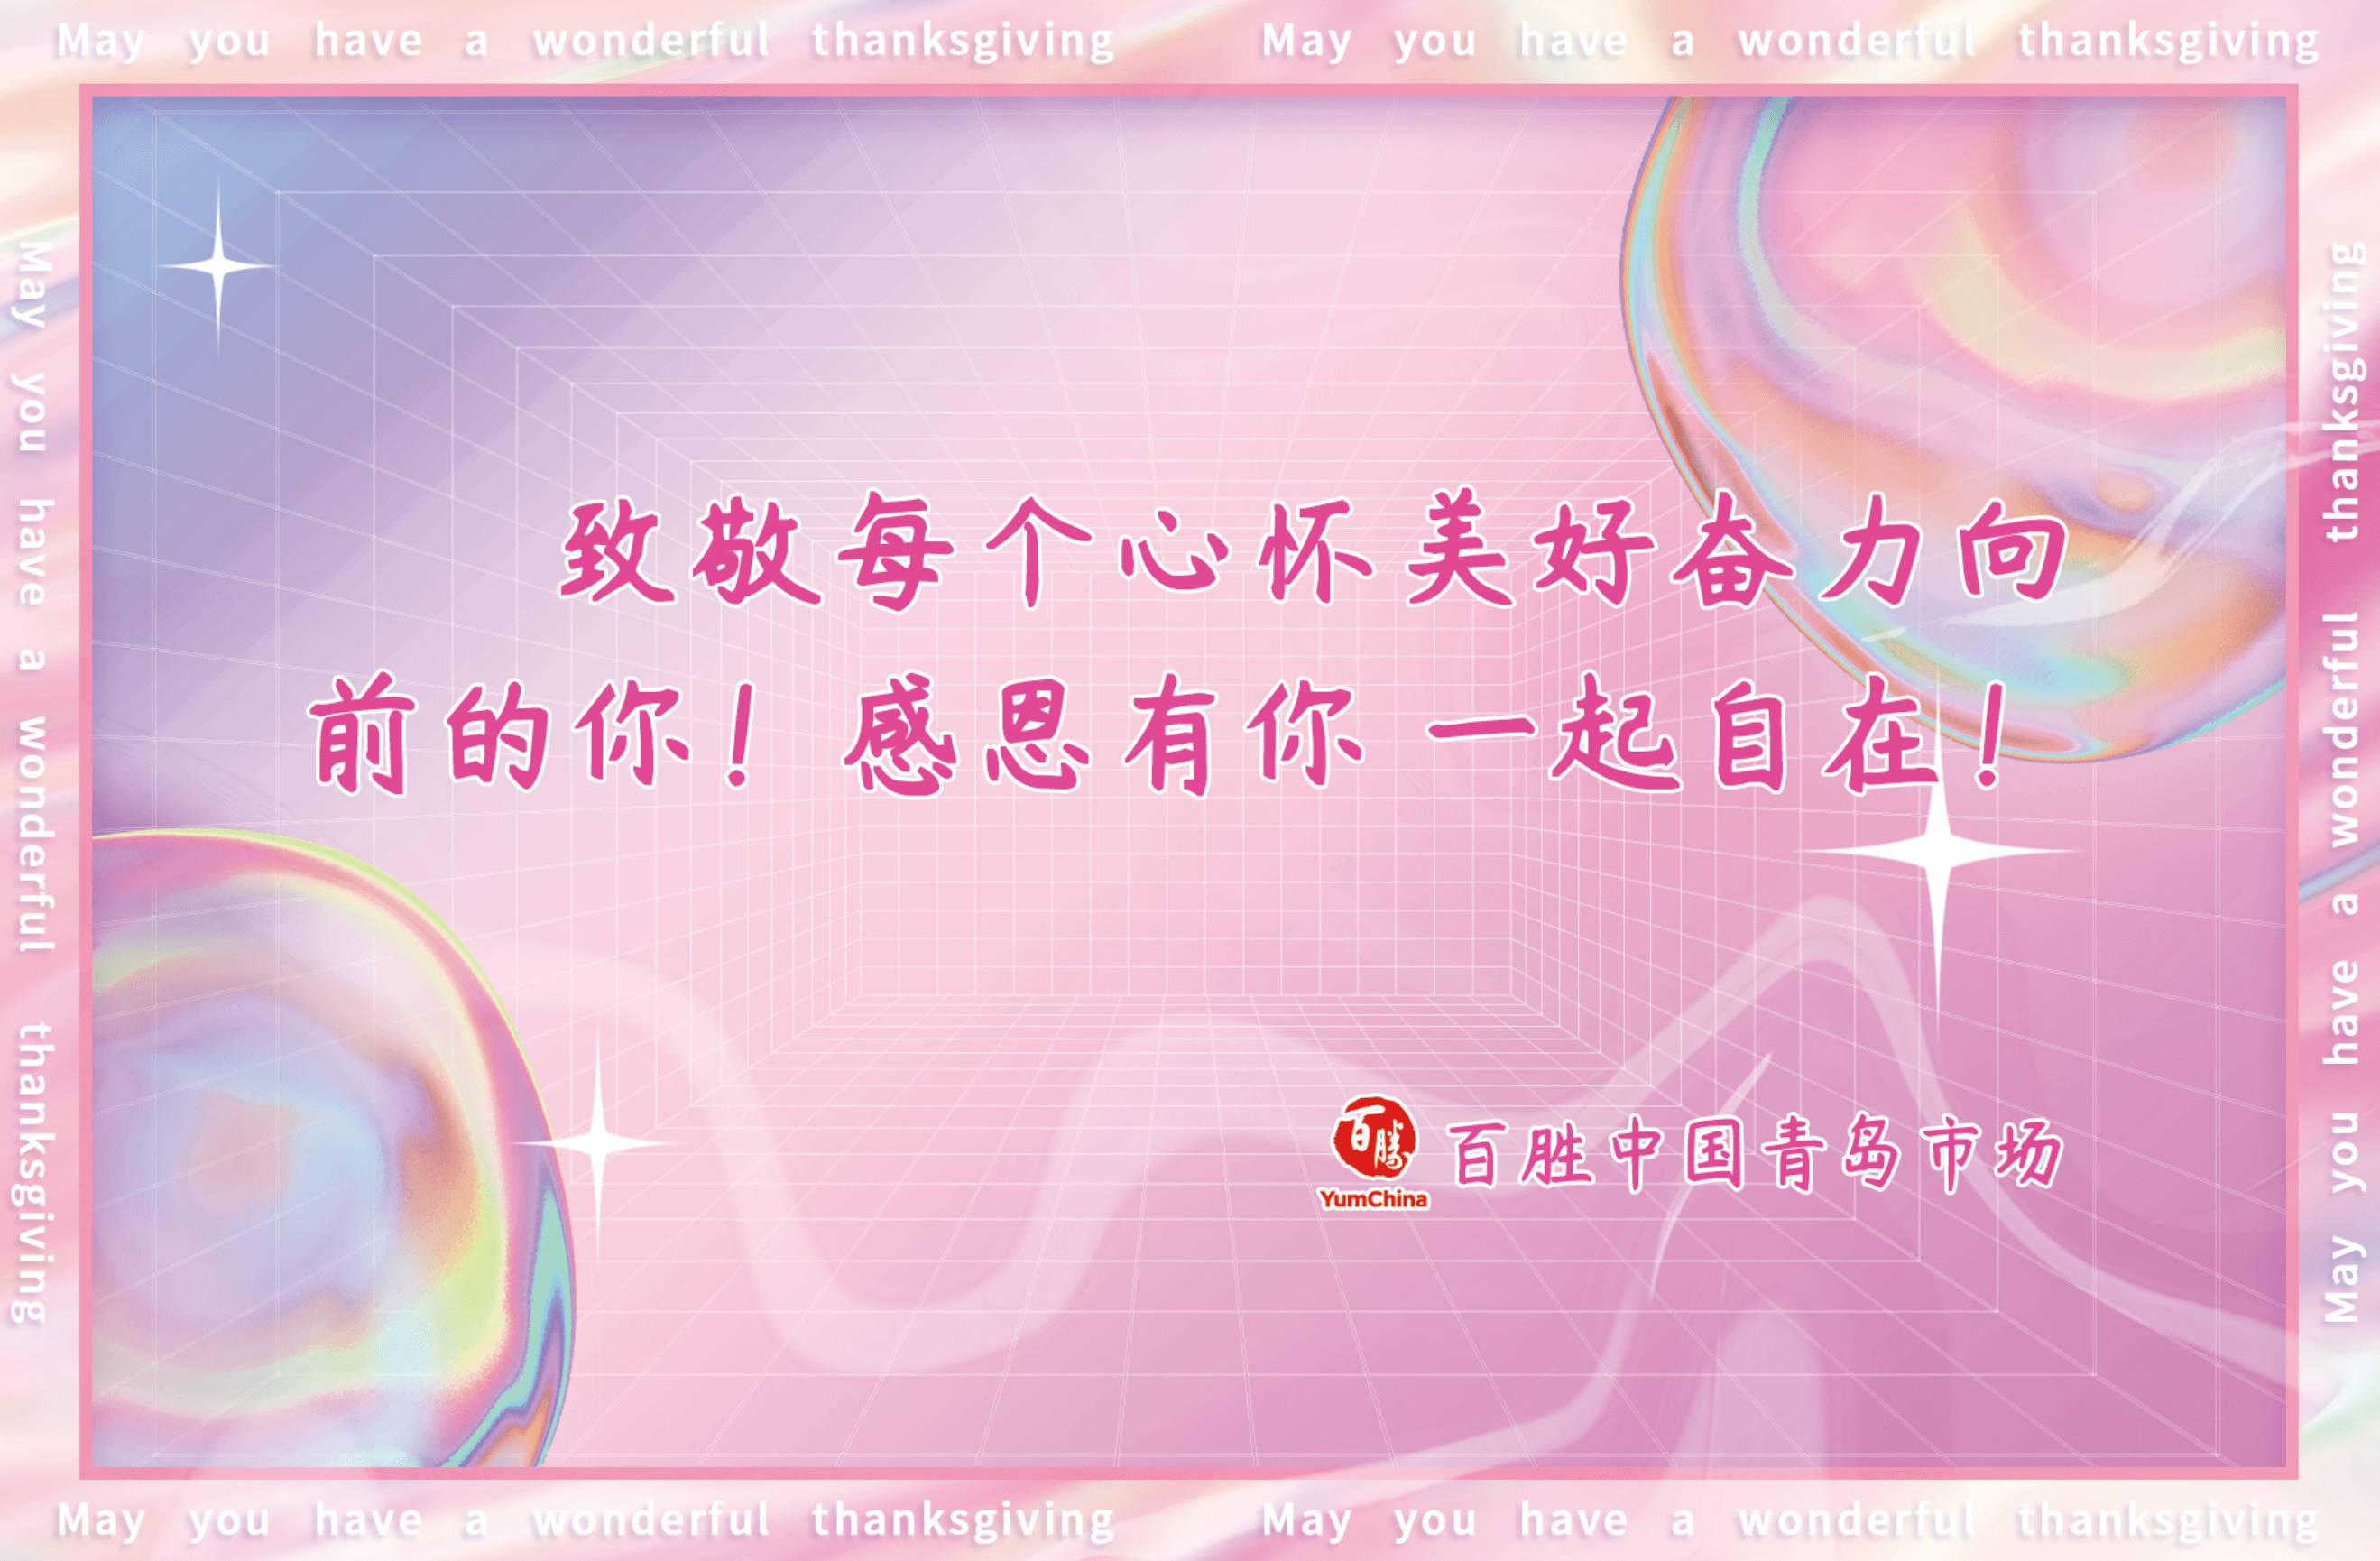 May you have a wonderful thanksgiving May you have a wonderful thanksgiving
May you have a wonderful thanksgiving
致敬每个心怀美好奋力向
前的你！感恩有你 一起自在！
百胜
YumChina
百胜中国青岛市场
May you have a wonderful thanksgiving
May you have a wonderful thanksgiving May you have a wonderful thanksgiving